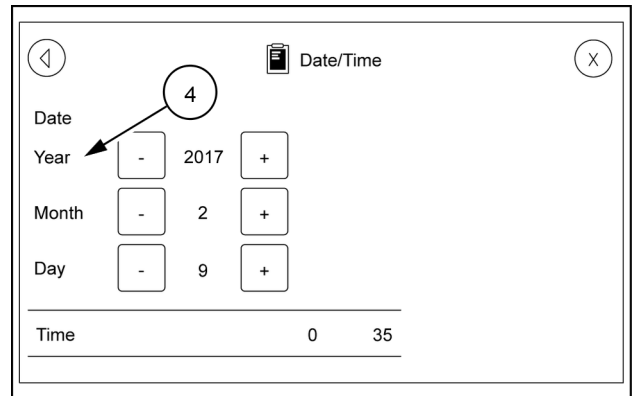 Date/Time
X
4
Date
Year - 2017 +
Month - 2 +
Day - 9 +
Time 0 35